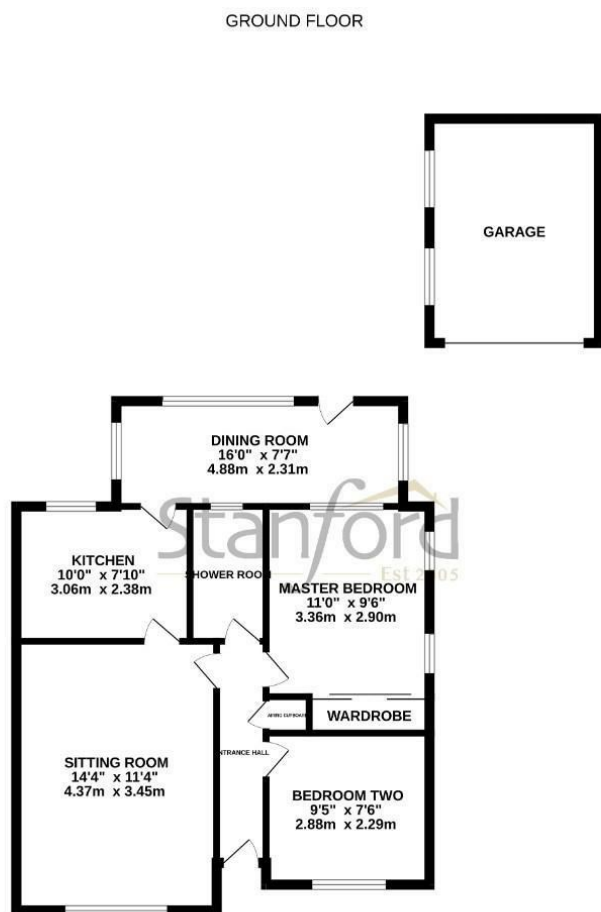 GROUND FLOOR
GARAGE
DINING ROOM
16'0" x 7'7"
4.88m x 2.31m
Stanford
Est 2005
KITCHEN
10'0" x 7'10"
3.06m x 2.38m
SHOWER ROOM
MASTER BEDROOM
11'0" x 9'6"
3.36m x 2.90m
WARDROBE
AIRING CUPBOARD
ENTRANCE HALL
SITTING ROOM
14'4" x 11'4"
4.37m x 3.45m
BEDROOM TWO
9'5" x 7'6"
2.88m x 2.29m